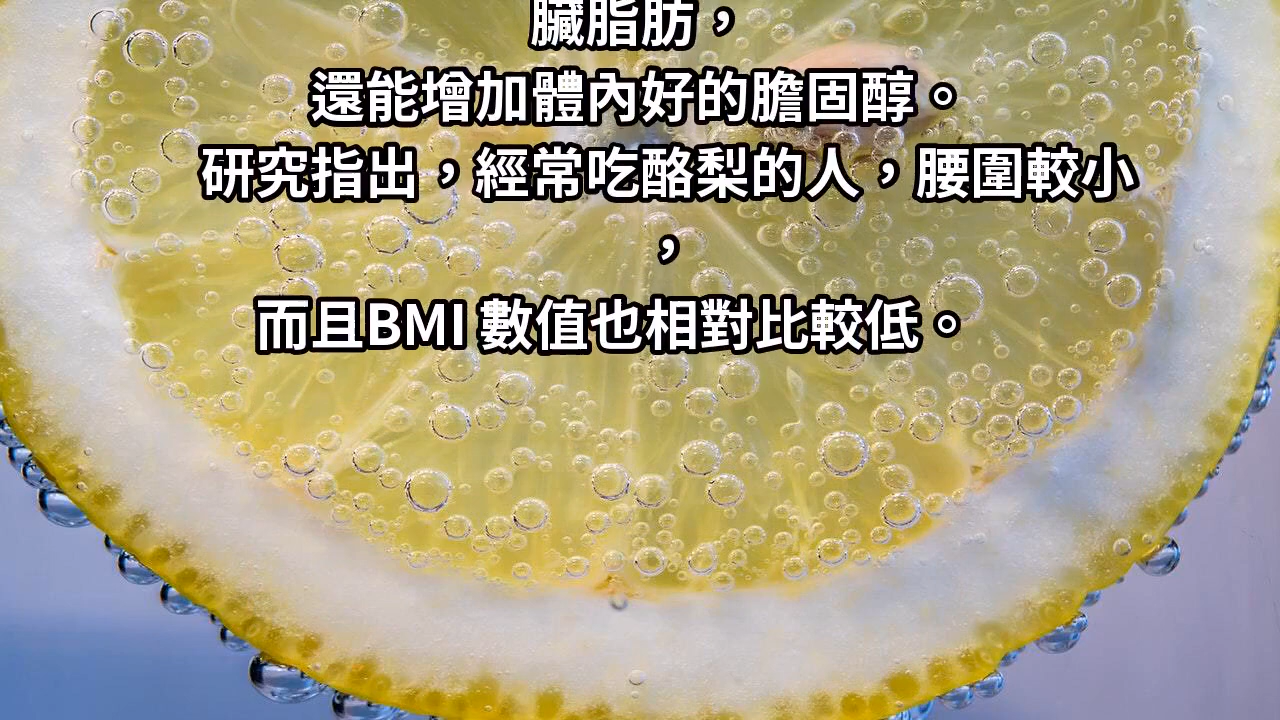 臟脂肪，
還能增加體內好的膽固醇。
研究指出，經常吃酪梨的人，腰圍較小
，
而且BMI 數值也相對比較低。